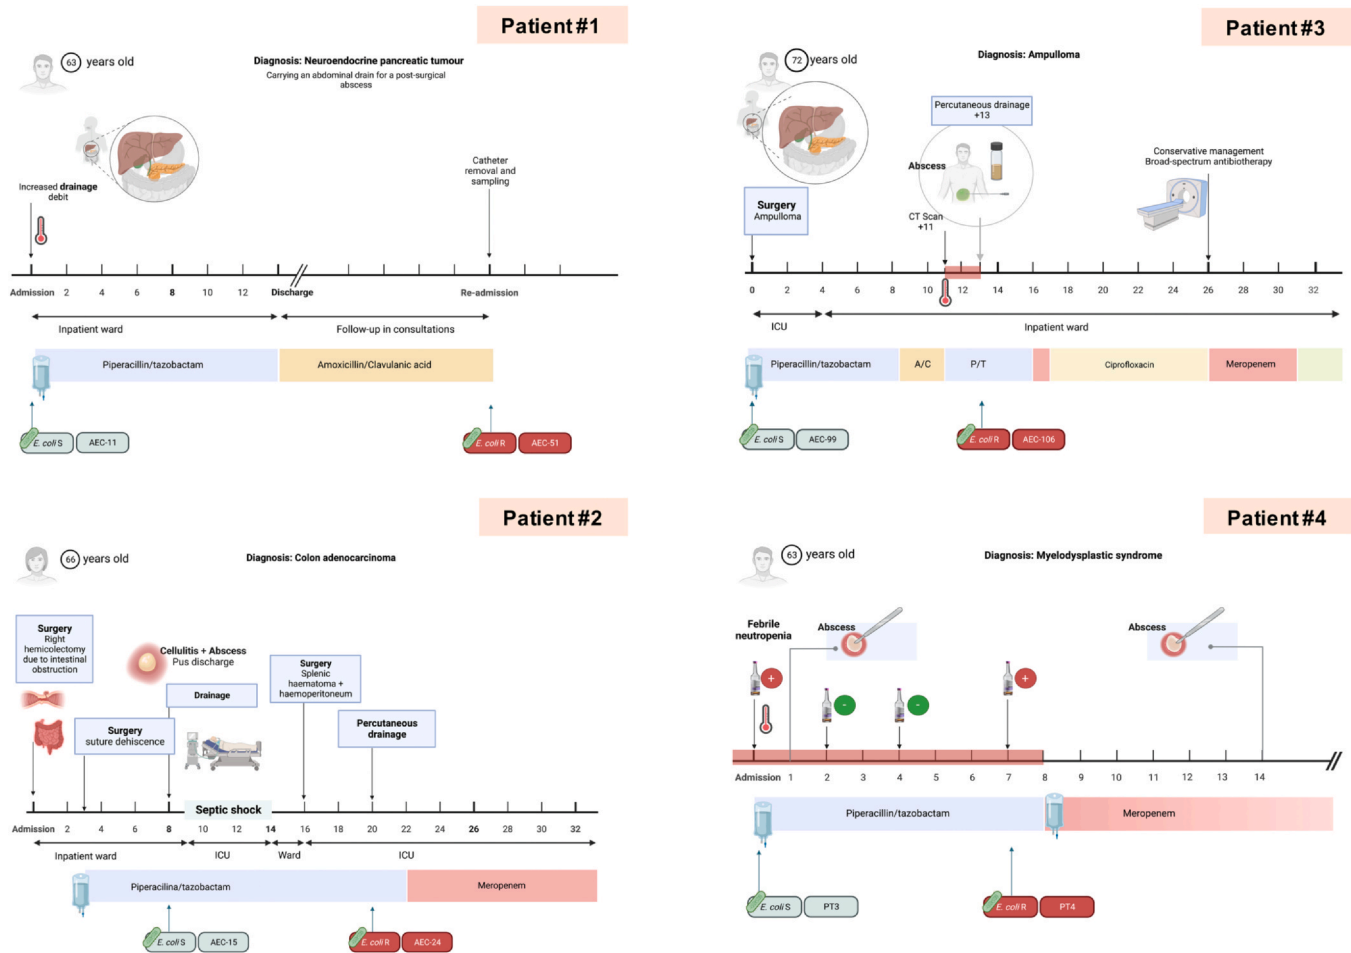 Patient #1
63 years old
Diagnosis: Neuroendocrine pancreatic tumour
Carrying an abdominal drain for a post-surgical
abscess
Increased drainage
debit
Catheter
removal and
sampling
Admission 2 4 6 8 10 12 Discharge Re-admission
Inpatient ward Follow-up in consultations
Piperacillin/tazobactam Amoxicillin/Clavulanic acid
E. coli S AEC-11 E. coli R AEC-51
Patient #3
72 years old
Diagnosis: Ampulloma
Percutaneous drainage
+13
Abscess
Surgery
Ampulloma
CT Scan
+11
Conservative management
Broad-spectrum antibiotherapy
0 2 4 6 8 10 12 14 16 18 20 22 24 26 28 30 32
ICU Inpatient ward
Piperacillin/tazobactam A/C P/T Ciprofloxacin Meropenem
E. coli S AEC-99 E. coli R AEC-106
Patient #2
66 years old
Diagnosis: Colon adenocarcinoma
Surgery
Right
hemicolectomy
due to intestinal
obstruction
Cellulitis + Abscess
Pus discharge
Drainage
Surgery
suture dehiscence
Surgery
Splenic
haematoma +
haemoperitoneum
Percutaneous
drainage
Septic shock
Admission 2 4 6 8 10 12 14 16 18 20 22 24 26 28 30 32
Inpatient ward ICU Ward ICU
Piperacilina/tazobactam Meropenem
E. coli S AEC-15 E. coli R AEC-24
Patient #4
63 years old
Diagnosis: Myelodysplastic syndrome
Febrile
neutropenia
Abscess
Abscess
+ - - +
Admission 1 2 3 4 5 6 7 8 9 10 11 12 13 14
Piperacillin/tazobactam Meropenem
E. coli S PT3 E. coli R PT4